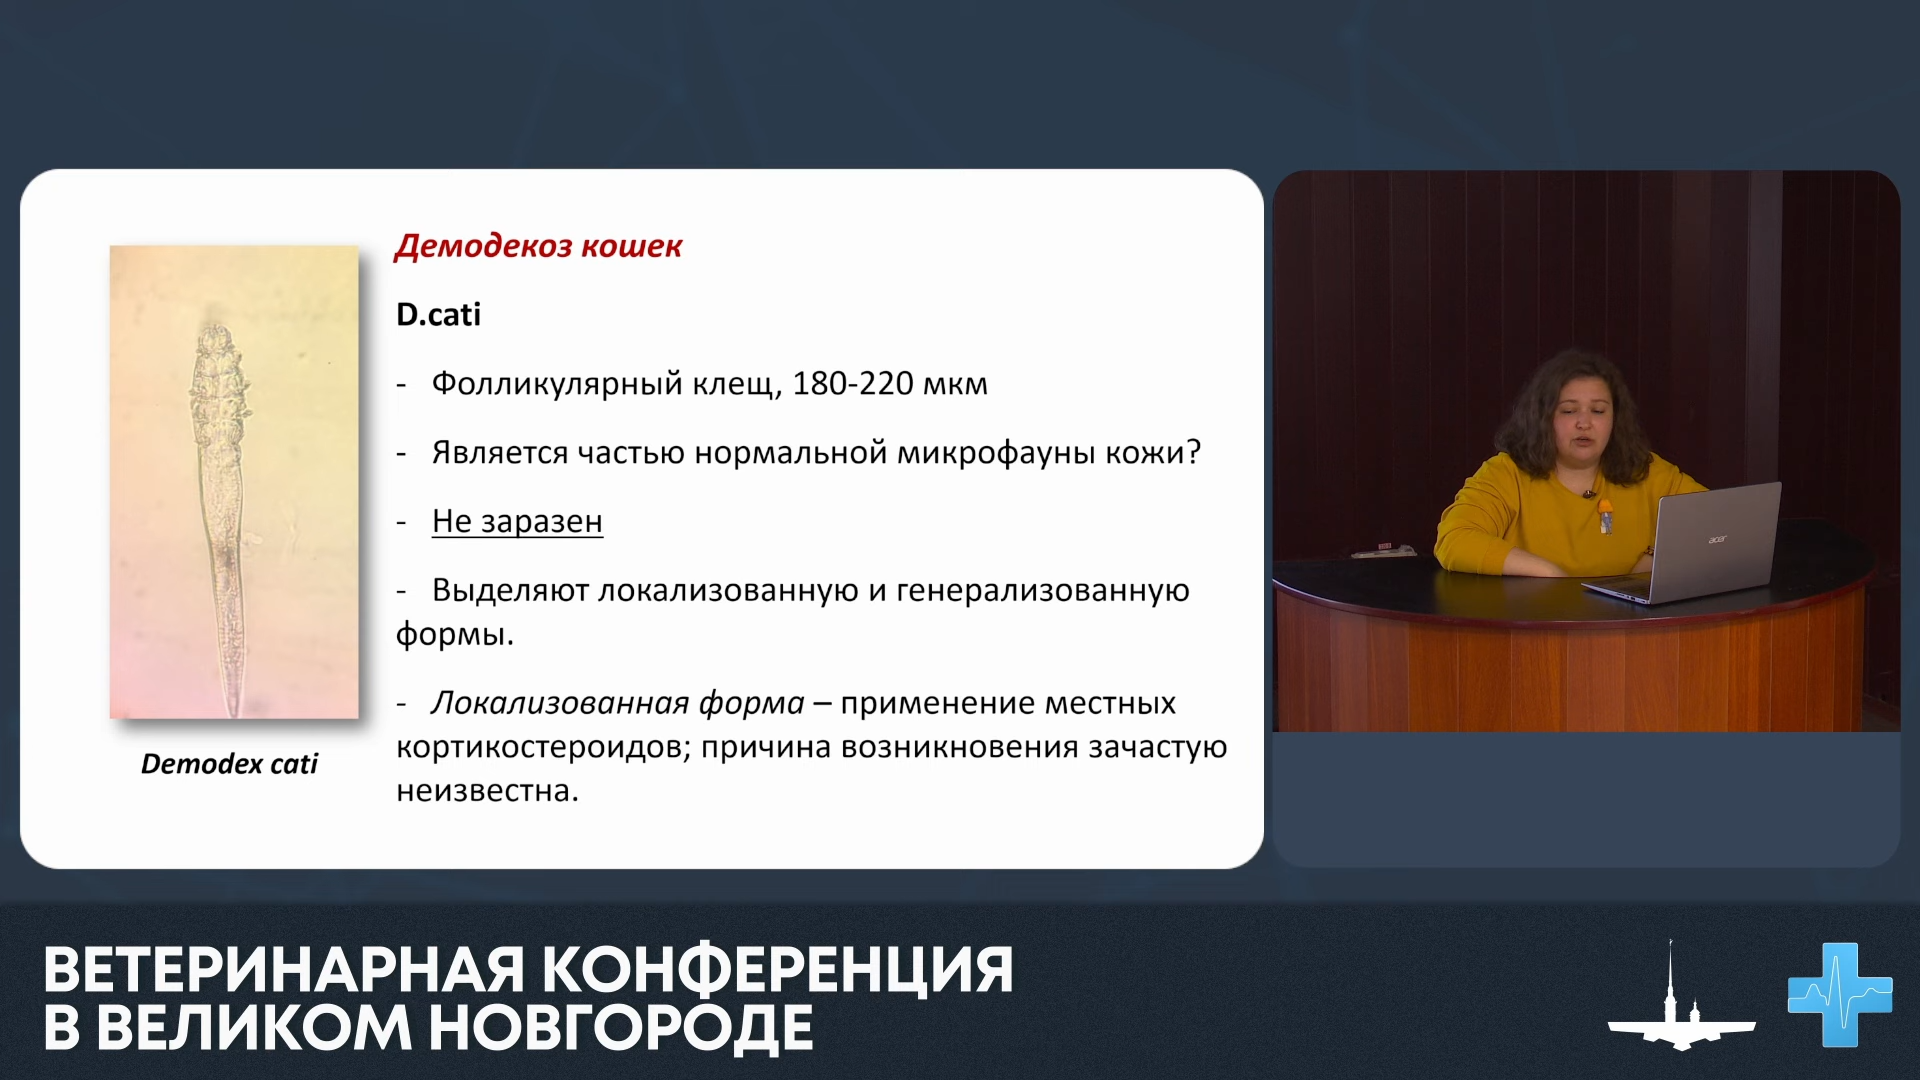 Демодекоз кошек
D.cati
- Фолликулярный клещ, 180-220 мкм
- Является частью нормальной микрофауны кожи?
- Не заразен
- Выделяют локализованную и генерализованную
формы.
- Локализованная форма – применение местных
кортикостероидов; причина возникновения зачастую
неизвестна.
Demodex cati
acer
ВЕТЕРИНАРНАЯ КОНФЕРЕНЦИЯ
В ВЕЛИКОМ НОВГОРОДЕ